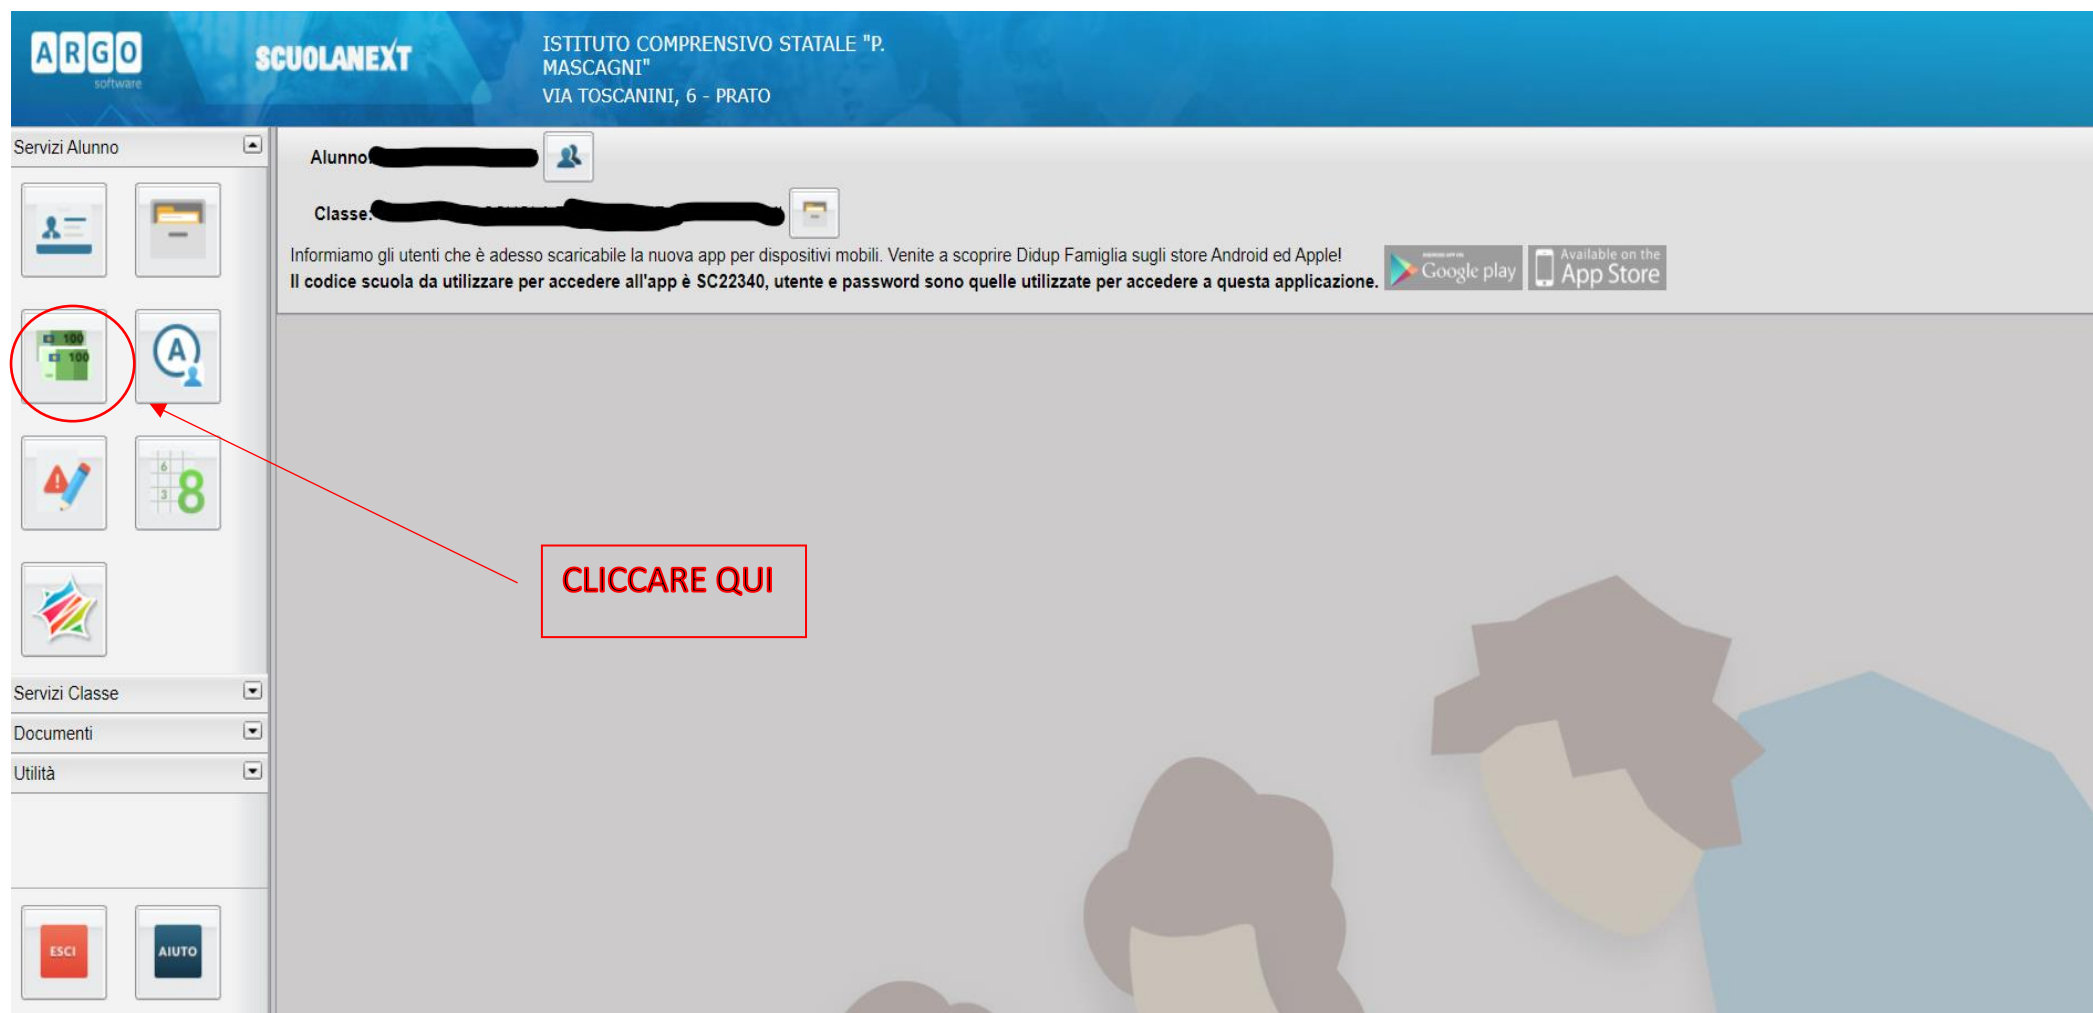 ARGO
software
SCUOLANEXT
ISTITUTO COMPRENSIVO STATALE "P.
MASCAGNI"
VIA TOSCANINI, 6 - PRATO
Servizi Alunno
Alunno:
Classe:
Informiamo gli utenti che è adesso scaricabile la nuova app per dispositivi mobili. Venite a scoprire Didup Famiglia sugli store Android ed Apple!
Il codice scuola da utilizzare per accedere all'app è SC22340, utente e password sono quelle utilizzate per accedere a questa applicazione.
Google play
Available on the
App Store
100
100
A
6
3
8
CLICCARE QUI
Servizi Classe
Documenti
Utilità
ESCI
AIUTO